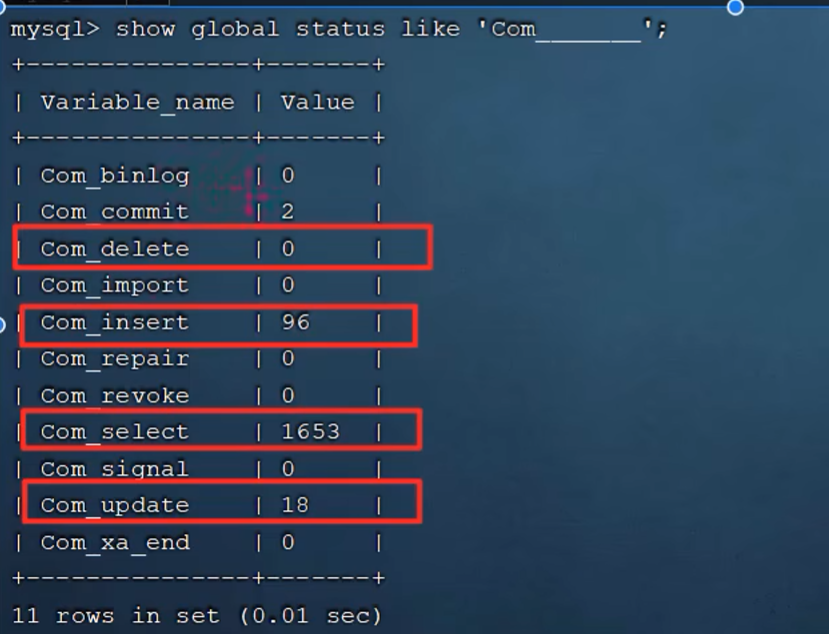 mysql> show global status like 'Com_______';
+---------------+-------+
| Variable_name | Value |
+---------------+-------+
| Com_binlog    | 0     |
| Com_commit    | 2     |
| Com_delete    | 0     |
| Com_import    | 0     |
| Com_insert    | 96    |
| Com_repair    | 0     |
| Com_revoke    | 0     |
| Com_select    | 1653  |
| Com_signal    | 0     |
| Com_update    | 18    |
| Com_xa_end    | 0     |
+---------------+-------+
11 rows in set (0.01 sec)